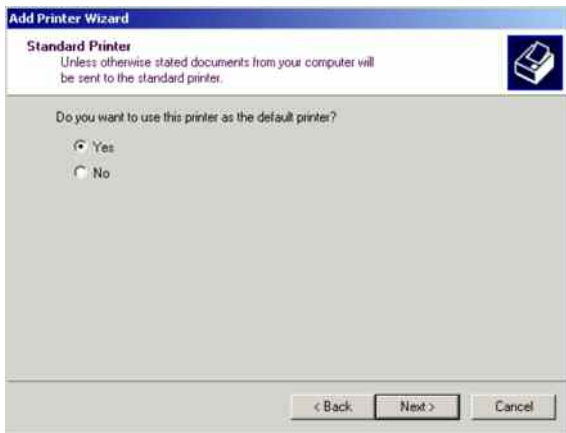 Add Printer Wizard
Standard Printer
Unless otherwise stated documents from your computer will
be sent to the standard printer.
Do you want to use this printer as the default printer?
Yes
No
< Back
Next >
Cancel